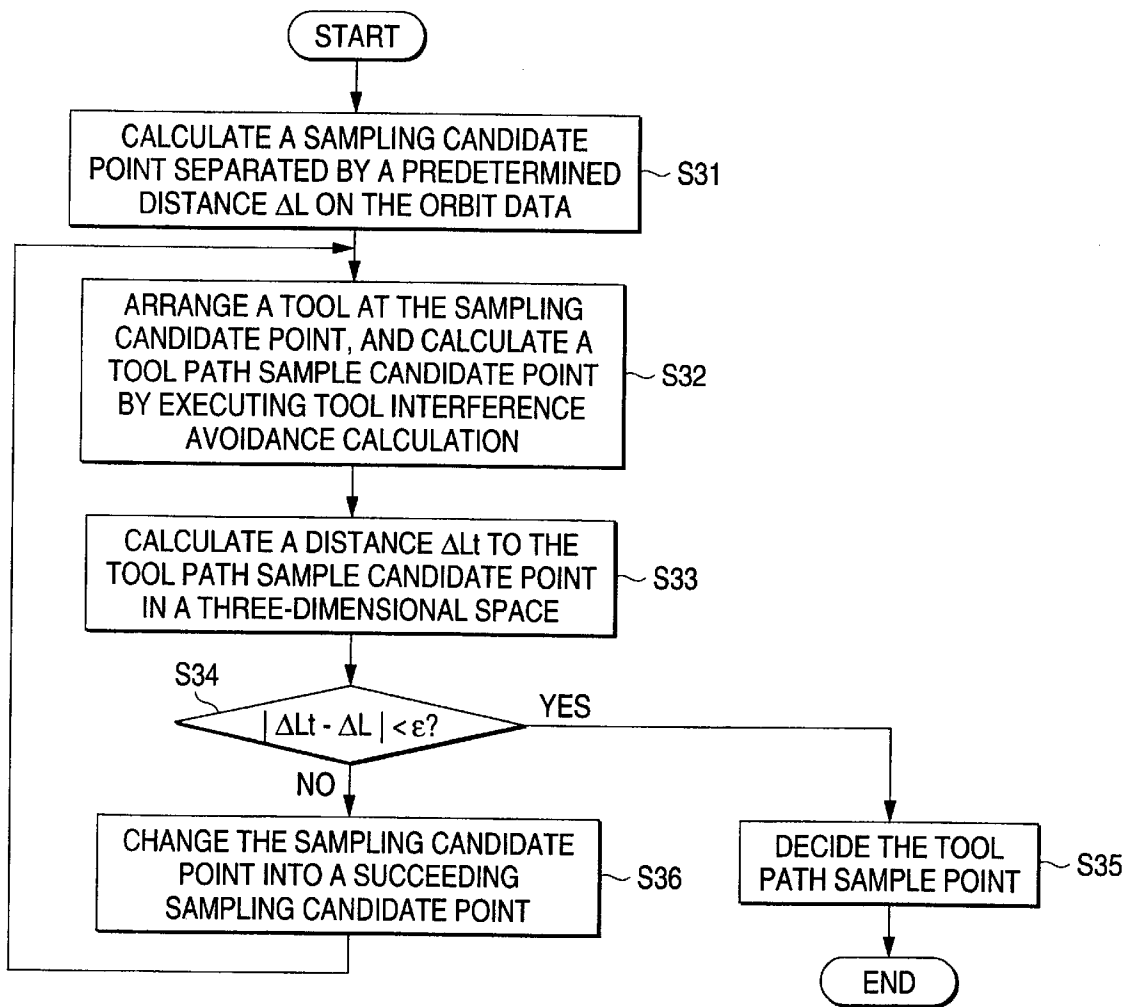 START
CALCULATE A SAMPLING CANDIDATE
POINT SEPARATED BY A PREDETERMINED
DISTANCE ΔL ON THE ORBIT DATA
S31
ARRANGE A TOOL AT THE SAMPLING
CANDIDATE POINT, AND CALCULATE A
TOOL PATH SAMPLE CANDIDATE POINT
BY EXECUTING TOOL INTERFERENCE
AVOIDANCE CALCULATION
S32
CALCULATE A DISTANCE ΔLt TO THE
TOOL PATH SAMPLE CANDIDATE POINT
IN A THREE-DIMENSIONAL SPACE
S33
S34
| ΔLt - ΔL | < ε?
YES
NO
CHANGE THE SAMPLING CANDIDATE
POINT INTO A SUCCEEDING
SAMPLING CANDIDATE POINT
S36
DECIDE THE TOOL
PATH SAMPLE POINT
S35
END